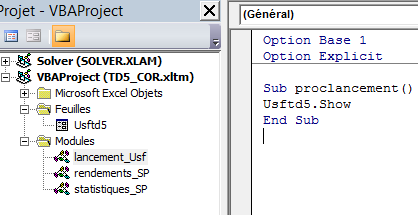 Projet - VBAProject
Solver (SOLVER.XLAM)
VBAProject (TD5_COR.xltm)
Microsoft Excel Objets
Feuilles
Usftd5
Modules
lancement_Usf
rendements_SP
statistiques_SP
(Général)
Option Base 1
Option Explicit
Sub proclancement()
Usftd5.Show
End Sub